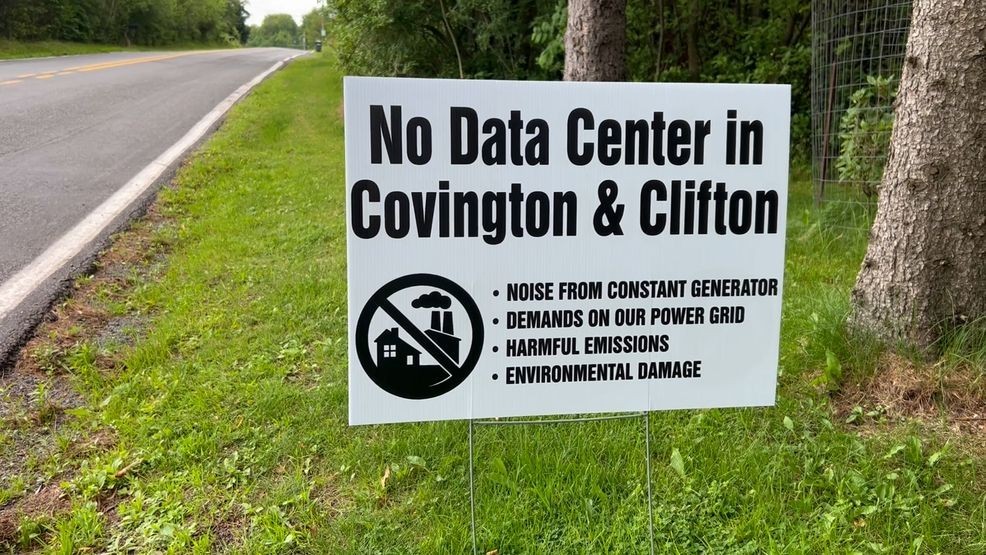 No Data Center in
Covington & Clifton
• NOISE FROM CONSTANT GENERATOR
• DEMANDS ON OUR POWER GRID
• HARMFUL EMISSIONS
• ENVIRONMENTAL DAMAGE